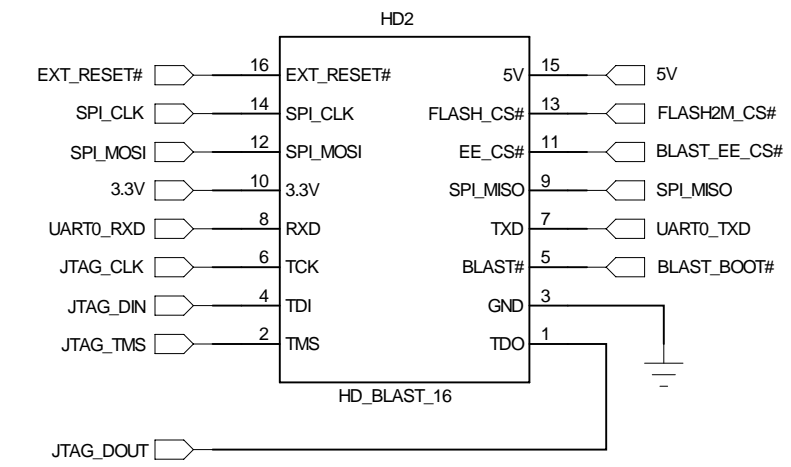 HD2
EXT_RESET# 16 EXT_RESET# 5V 15 5V
SPI_CLK 14 SPI_CLK FLASH_CS# 13 FLASH2M_CS#
SPI_MOSI 12 SPI_MOSI EE_CS# 11 BLAST_EE_CS#
3.3V 10 3.3V SPI_MISO 9 SPI_MISO
UART0_RXD 8 RXD TXD 7 UART0_TXD
JTAG_CLK 6 TCK BLAST# 5 BLAST_BOOT#
JTAG_DIN 4 TDI GND 3
JTAG_TMS 2 TMS TDO 1
HD_BLAST_16
JTAG_DOUT